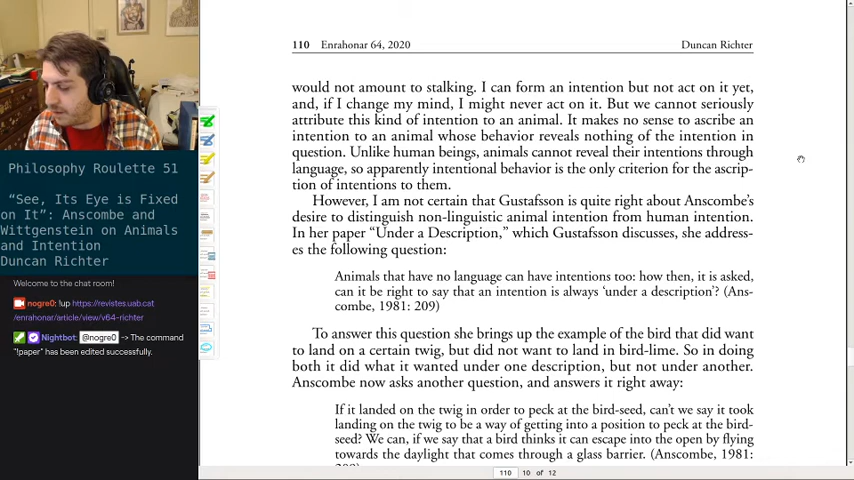 110 Enrahonar 64, 2020 Duncan Richter
would not amount to stalking. I can form an intention but not act on it yet,
and, if I change my mind, I might never act on it. But we cannot seriously
attribute this kind of intention to an animal. It makes no sense to ascribe an
intention to an animal whose behavior reveals nothing of the intention in
question. Unlike human beings, animals cannot reveal their intentions through
language, so apparently intentional behavior is the only criterion for the ascrip-
tion of intentions to them.
However, I am not certain that Gustafsson is quite right about Anscombe's
desire to distinguish non-linguistic animal intention from human intention.
In her paper “Under a Description,” which Gustafsson discusses, she address-
es the following question:
Animals that have no language can have intentions too: how then, it is asked,
can it be right to say that an intention is always ‘under a description’? (Ans-
combe, 1981: 209)
To answer this question she brings up the example of the bird that did want
to land on a certain twig, but did not want to land in bird-lime. So in doing
both it did what it wanted under one description, but not under another.
Anscombe now asks another question, and answers it right away:
If it landed on the twig in order to peck at the bird-seed, can't we say it took
landing on the twig to be a way of getting into a position to peck at the bird-
seed? We can, if we say that a bird thinks it can escape into the open by flying
towards the daylight that comes through a glass barrier. (Anscombe, 1981:
110 10 of 12
Philosophy Roulette 51
“See, Its Eye is Fixed
on It”: Anscombe and
Wittgenstein on Animals
and Intention
Duncan Richter
Welcome to the chat room!
nogre0: !up https://revistes.uab.cat
/enrahonar/article/view/v64-richter
Nightbot: @nogre0 -> The command
"!paper" has been edited successfully.